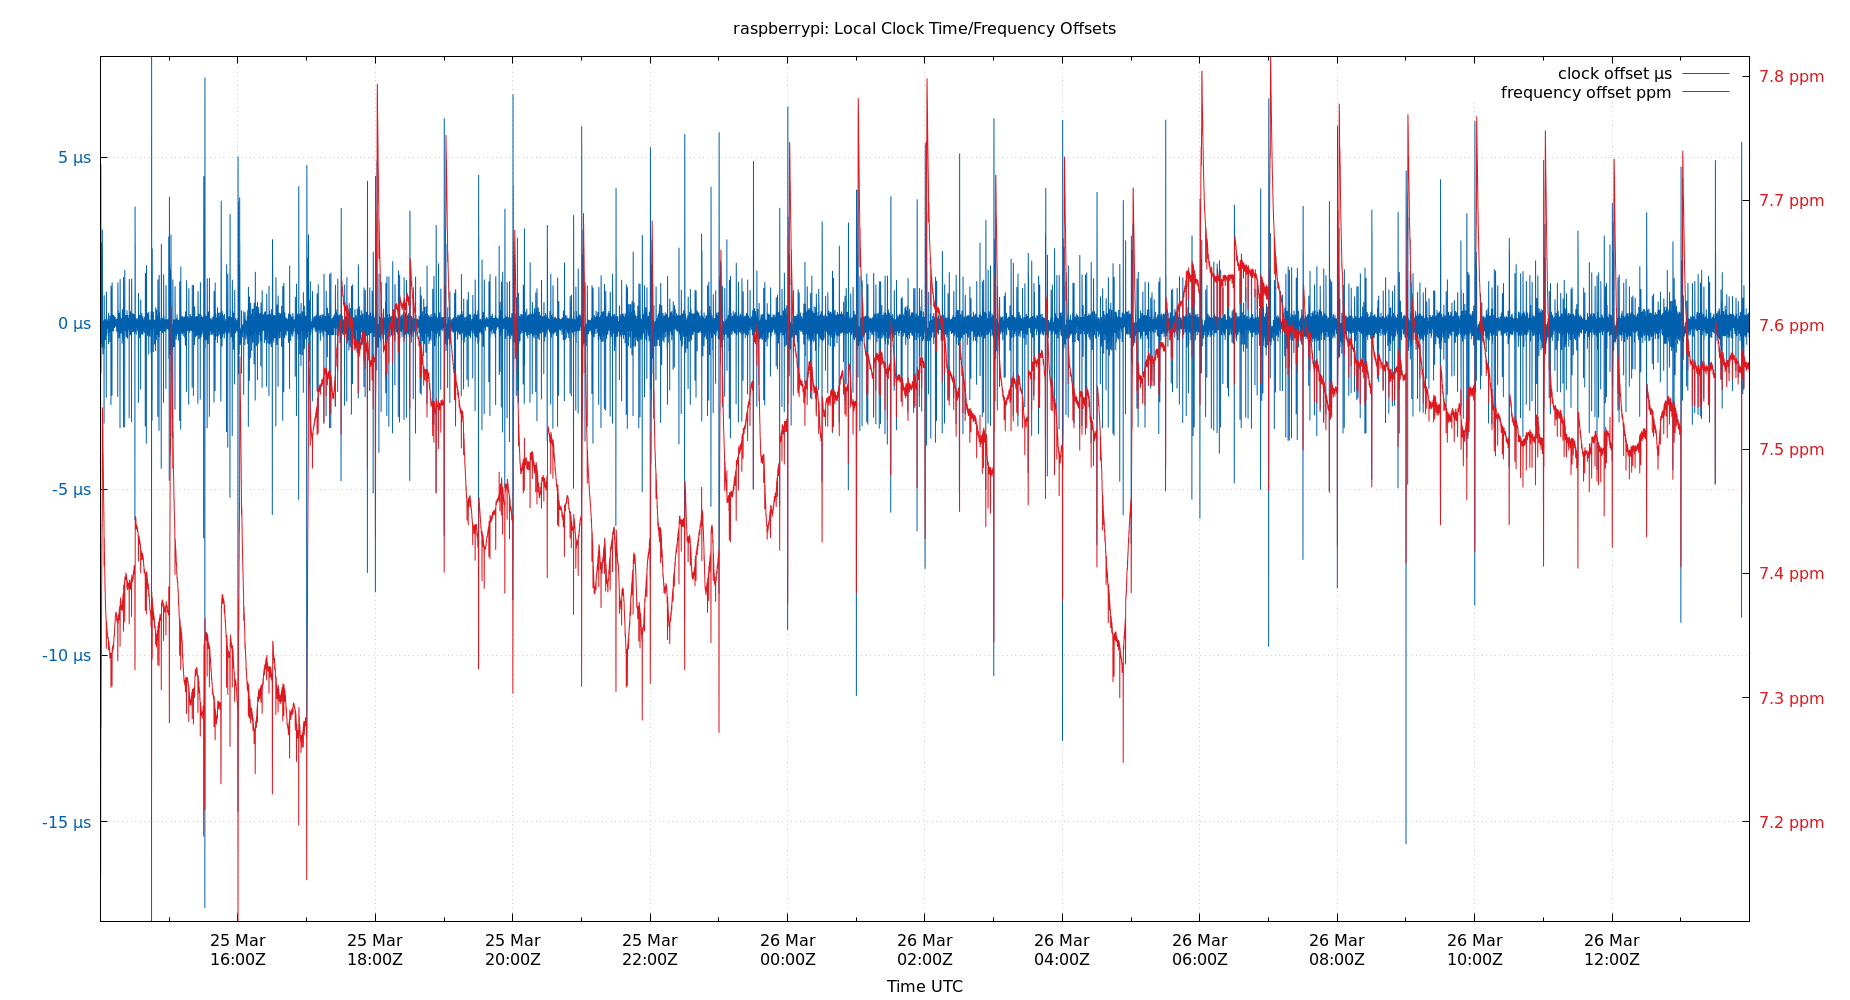 raspberrypi: Local Clock Time/Frequency Offsets
clock offset µs
frequency offset ppm
5 µs
0 µs
-5 µs
-10 µs
-15 µs
7.8 ppm
7.7 ppm
7.6 ppm
7.5 ppm
7.4 ppm
7.3 ppm
7.2 ppm
25 Mar
16:00Z
25 Mar
18:00Z
25 Mar
20:00Z
25 Mar
22:00Z
26 Mar
00:00Z
26 Mar
02:00Z
26 Mar
04:00Z
26 Mar
06:00Z
26 Mar
08:00Z
26 Mar
10:00Z
26 Mar
12:00Z
Time UTC